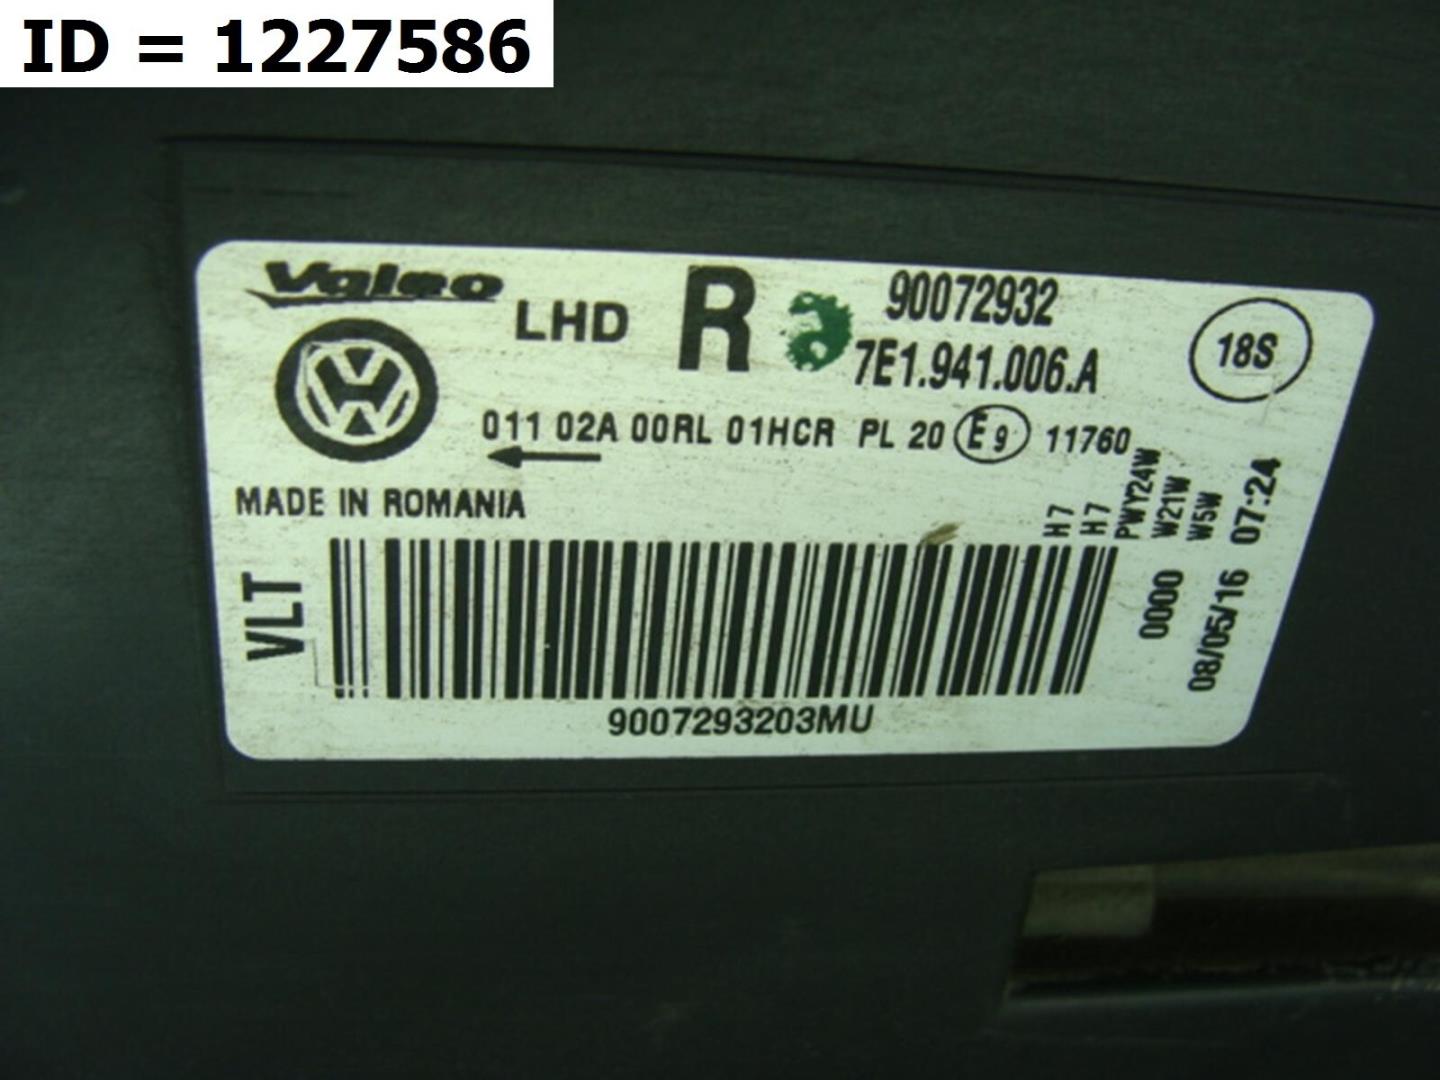 ID = 1227586
Valeo
LHD R
90072932
7E1.941.006.A
18S
011 02A 00RL 01HCR PL 20 E9 11760
MADE IN ROMANIA
H7
H7
PWY24W
W21W
W5W
0000
08/05/16 07:24
VLT
9007293203MU